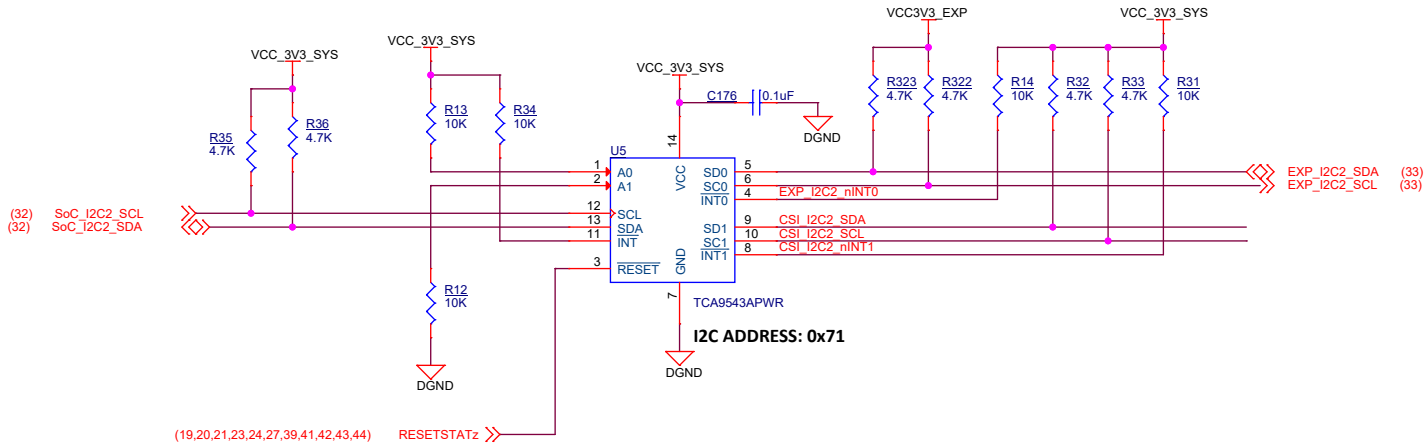 VCC3V3_EXP
VCC_3V3_SYS
VCC_3V3_SYS
VCC_3V3_SYS
VCC_3V3_SYS
R323
4.7K
R322
4.7K
R14
10K
R32
4.7K
R33
4.7K
R31
10K
C176
0.1uF
DGND
R35
4.7K
R36
4.7K
R13
10K
R34
10K
U5
14
VCC
1
A0
2
A1
12
SCL
13
SDA
11
INT
3
RESET
SD0
5
SC0
6
INT0
4
EXP_I2C2_nINT0
SD1
9
CSI_I2C2_SDA
SC1
10
CSI_I2C2_SCL
INT1
8
CSI_I2C2_nINT1
GND
7
EXP_I2C2_SDA (33)
EXP_I2C2_SCL (33)
(32) SoC_I2C2_SCL
(32) SoC_I2C2_SDA
R12
10K
TCA9543APWR
I2C ADDRESS: 0x71
DGND
DGND
(19,20,21,23,24,27,39,41,42,43,44) RESETSTATz